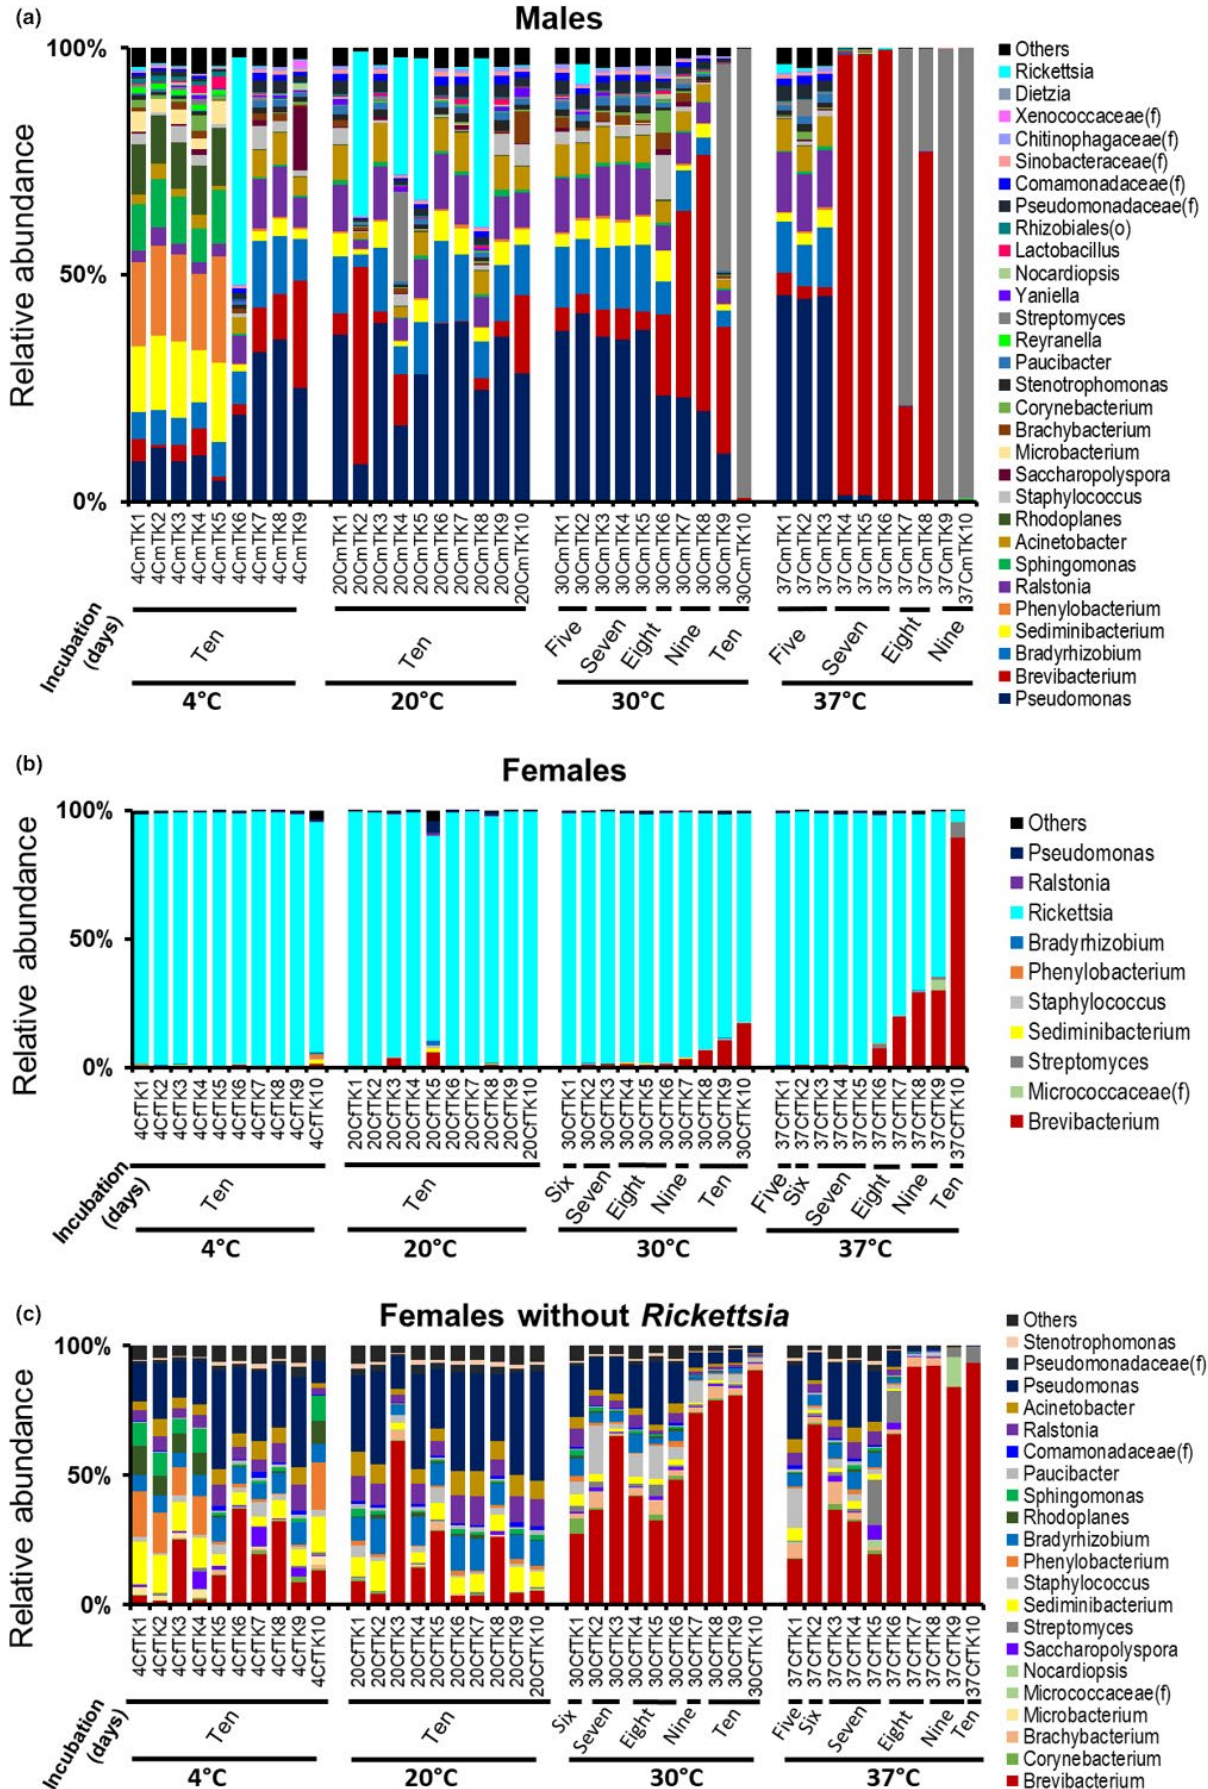 (a)
Males
Relative abundance
100%
50%
0%
4CmTK1
4CmTK2
4CmTK3
4CmTK4
4CmTK5
4CmTK6
4CmTK7
4CmTK8
4CmTK9
20CmTK1
20CmTK2
20CmTK3
20CmTK4
20CmTK5
20CmTK6
20CmTK7
20CmTK8
20CmTK9
20CmTK10
30CmTK1
30CmTK2
30CmTK3
30CmTK4
30CmTK5
30CmTK6
30CmTK7
30CmTK8
30CmTK9
30CmTK10
37CmTK1
37CmTK2
37CmTK3
37CmTK4
37CmTK5
37CmTK6
37CmTK7
37CmTK8
37CmTK9
37CmTK10
Incubation
(days)
Ten
Ten
Five
Seven
Eight
Nine
Ten
Five
Seven
Eight
Nine
4°C
20°C
30°C
37°C
Others
Rickettsia
Dietzia
Xenococcaceae(f)
Chitinophagaceae(f)
Sinobacteraceae(f)
Comamonadaceae(f)
Pseudomonadaceae(f)
Rhizobiales(o)
Lactobacillus
Nocardiopsis
Yaniella
Streptomyces
Reyranella
Paucibacter
Stenotrophomonas
Corynebacterium
Brachybacterium
Microbacterium
Saccharopolyspora
Staphylococcus
Rhodoplanes
Acinetobacter
Sphingomonas
Ralstonia
Phenylobacterium
Sediminibacterium
Bradyrhizobium
Brevibacterium
Pseudomonas
(b)
Females
Relative abundance
100%
50%
0%
4CfTK1
4CfTK2
4CfTK3
4CfTK4
4CfTK5
4CfTK6
4CfTK7
4CfTK8
4CfTK9
4CfTK10
20CfTK1
20CfTK2
20CfTK3
20CfTK4
20CfTK5
20CfTK6
20CfTK7
20CfTK8
20CfTK9
20CfTK10
30CfTK1
30CfTK2
30CfTK3
30CfTK4
30CfTK5
30CfTK6
30CfTK7
30CfTK8
30CfTK9
30CfTK10
37CfTK1
37CfTK2
37CfTK3
37CfTK4
37CfTK5
37CfTK6
37CfTK7
37CfTK8
37CfTK9
37CfTK10
Incubation
(days)
Ten
Ten
Six
Seven
Eight
Nine
Ten
Five
Six
Seven
Eight
Nine
Ten
4°C
20°C
30°C
37°C
Others
Pseudomonas
Ralstonia
Rickettsia
Bradyrhizobium
Phenylobacterium
Staphylococcus
Sediminibacterium
Streptomyces
Micrococcaceae(f)
Brevibacterium
(c)
Females without Rickettsia
Relative abundance
100%
50%
0%
4CfTK1
4CfTK2
4CfTK3
4CfTK4
4CfTK5
4CfTK6
4CfTK7
4CfTK8
4CfTK9
4CfTK10
20CfTK1
20CfTK2
20CfTK3
20CfTK4
20CfTK5
20CfTK6
20CfTK7
20CfTK8
20CfTK9
20CfTK10
30CfTK1
30CfTK2
30CfTK3
30CfTK4
30CfTK5
30CfTK6
30CfTK7
30CfTK8
30CfTK9
30CfTK10
37CfTK1
37CfTK2
37CfTK3
37CfTK4
37CfTK5
37CfTK6
37CfTK7
37CfTK8
37CfTK9
37CfTK10
Incubation
(days)
Ten
Ten
Six
Seven
Eight
Nine
Ten
Five
Six
Seven
Eight
Nine
Ten
4°C
20°C
30°C
37°C
Others
Stenotrophomonas
Pseudomonadaceae(f)
Pseudomonas
Acinetobacter
Ralstonia
Comamonadaceae(f)
Paucibacter
Sphingomonas
Rhodoplanes
Bradyrhizobium
Phenylobacterium
Staphylococcus
Sediminibacterium
Streptomyces
Saccharopolyspora
Nocardiopsis
Micrococcaceae(f)
Microbacterium
Brachybacterium
Corynebacterium
Brevibacterium